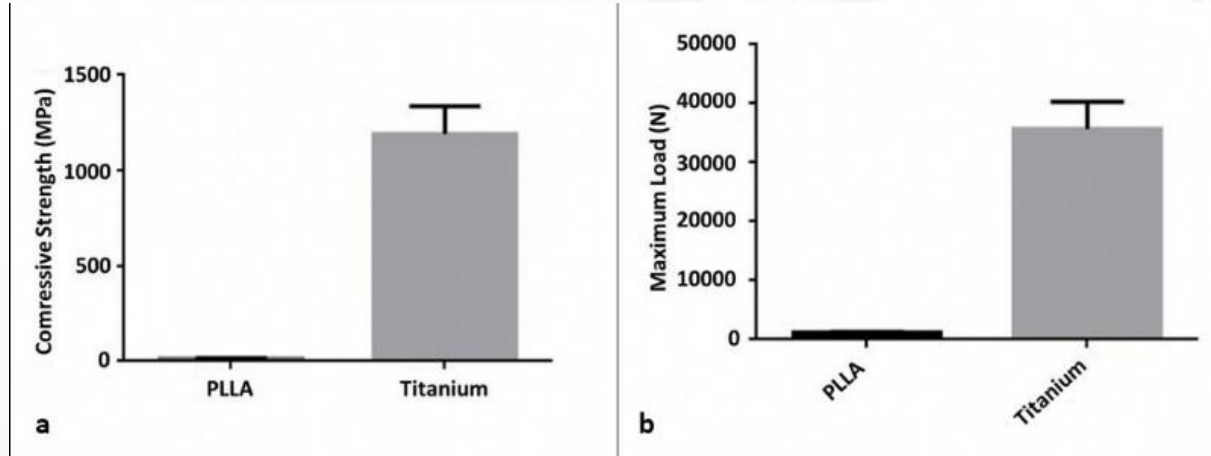 Comressive Strength (MPa)
1500
1000
500
0
PLLA
Titanium
a
Maximum Load (N)
50000
40000
30000
20000
10000
0
PLLA
Titanium
b